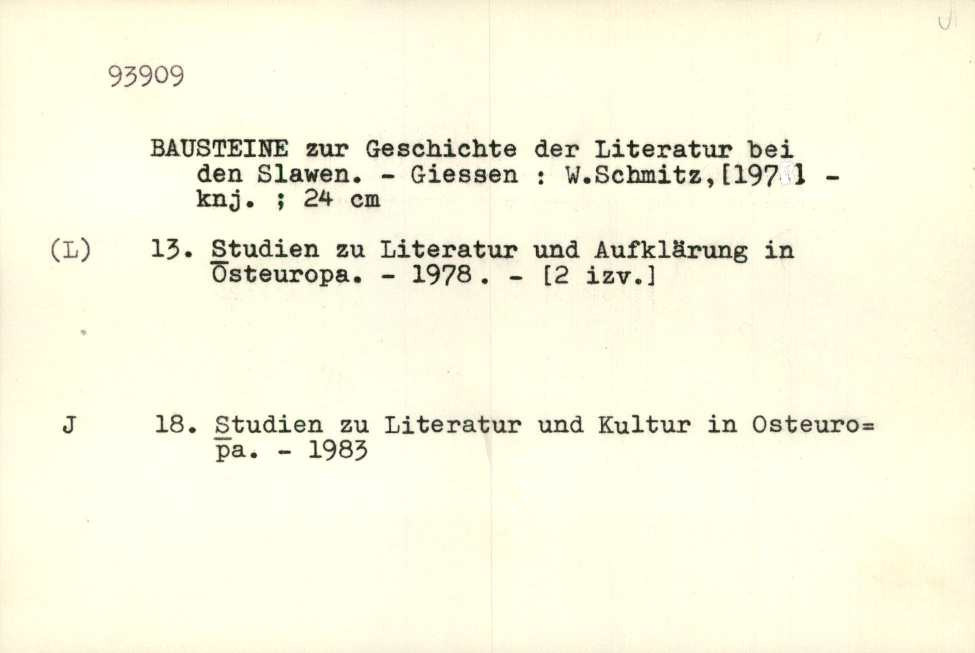 93909
BAUSTEINE zur Geschichte der Literatur bei
den Slawen. - Giessen : W.Schmitz,
knj. ; 24 cm
(L) 13. Studien zu Literatur und Aufklärung in
Osteuropa. - 1978. - [2 izv.]
J 18. Studien zu Literatur und Kultur in Osteuro=
pa. - 1983